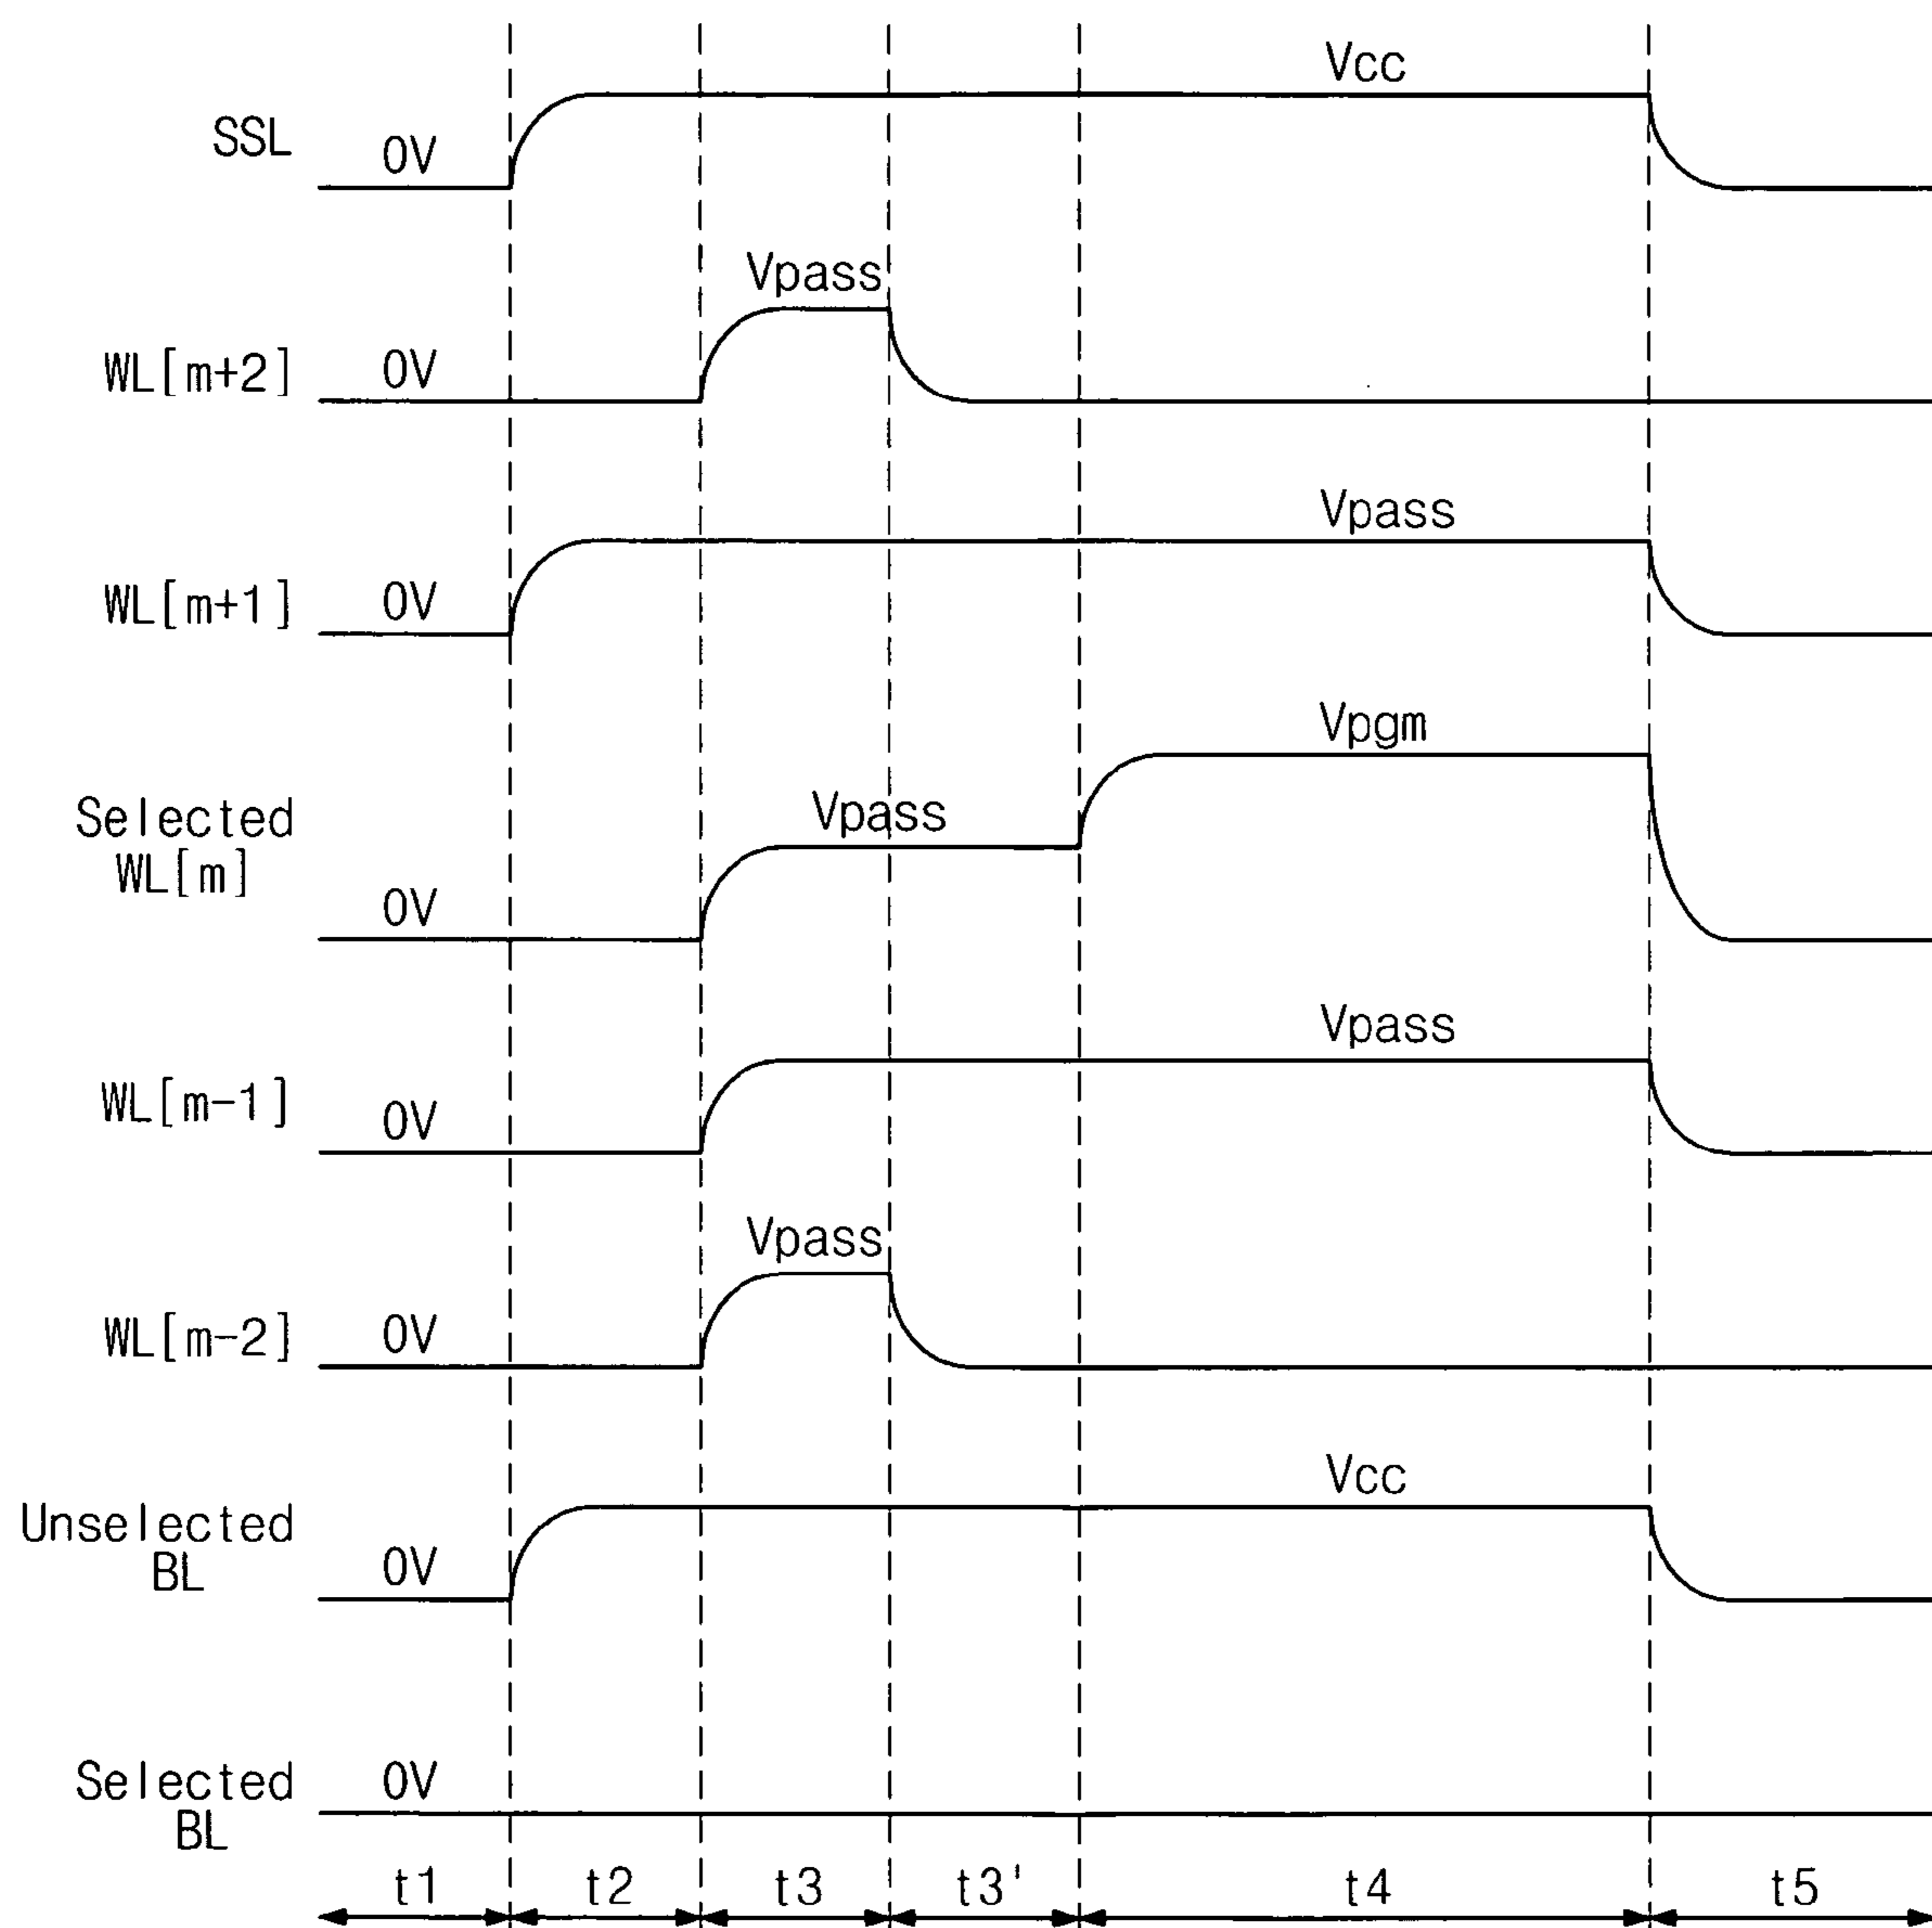 Vcc
SSL 0V
Vpass
WL[m+2] 0V
Vpass
WL[m+1] 0V
Vpgm
Selected
WL[m]
Vpass
0V
Vpass
WL[m-1] 0V
Vpass
WL[m-2] 0V
Vcc
Unselected
BL
0V
Selected
BL
0V
t1 t2 t3 t3' t4 t5